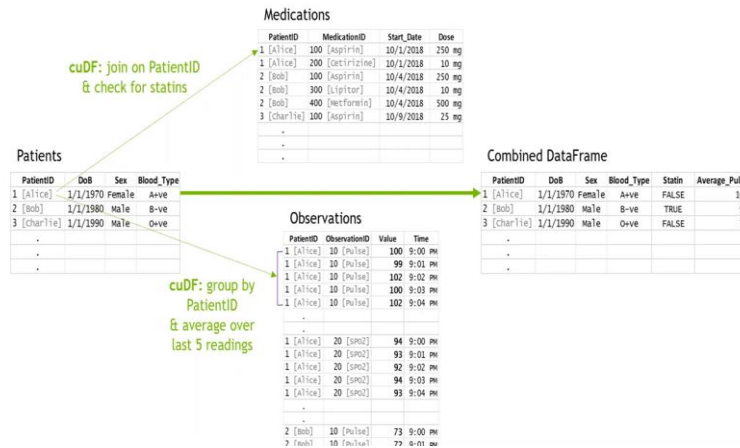 Medications
PatientID MedicationID Start_Date Dose
1 [Alice] 100 [Aspirin] 10/1/2018 250 mg
1 [Alice] 200 [Cetirizine] 10/1/2018 10 mg
2 [Bob] 100 [Aspirin] 10/4/2018 250 mg
2 [Bob] 300 [Lipitor] 10/4/2018 10 mg
2 [Bob] 400 [Metformin] 10/4/2018 500 mg
3 [Charlie] 100 [Aspirin] 10/9/2018 25 mg
.
.
.
cuDF: join on PatientID
& check for statins
Patients
PatientID DoB Sex Blood_Type
1 [Alice] 1/1/1970 Female A+ve
2 [Bob] 1/1/1980 Male B-ve
3 [Charlie] 1/1/1990 Male O+ve
.
.
.
Combined DataFrame
PatientID DoB Sex Blood_Type Statin Average_Pul
1 [Alice] 1/1/1970 Female A+ve FALSE
2 [Bob] 1/1/1980 Male B-ve TRUE
3 [Charlie] 1/1/1990 Male O+ve FALSE
.
.
.
cuDF: group by
PatientID
& average over
last 5 readings
Observations
PatientID ObservationID Value Time
1 [Alice] 10 [Pulse] 100 9:00 PM
1 [Alice] 10 [Pulse] 99 9:01 PM
1 [Alice] 10 [Pulse] 102 9:02 PM
1 [Alice] 10 [Pulse] 100 9:03 PM
1 [Alice] 10 [Pulse] 102 9:04 PM
.
.
1 [Alice] 20 [SPO2] 94 9:00 PM
1 [Alice] 20 [SPO2] 93 9:01 PM
1 [Alice] 20 [SPO2] 92 9:02 PM
1 [Alice] 20 [SPO2] 94 9:03 PM
1 [Alice] 20 [SPO2] 93 9:04 PM
.
.
2 [Bob] 10 [Pulse] 73 9:00 PM
2 [Bob] 10 [Pulse] 72 9:01 PM